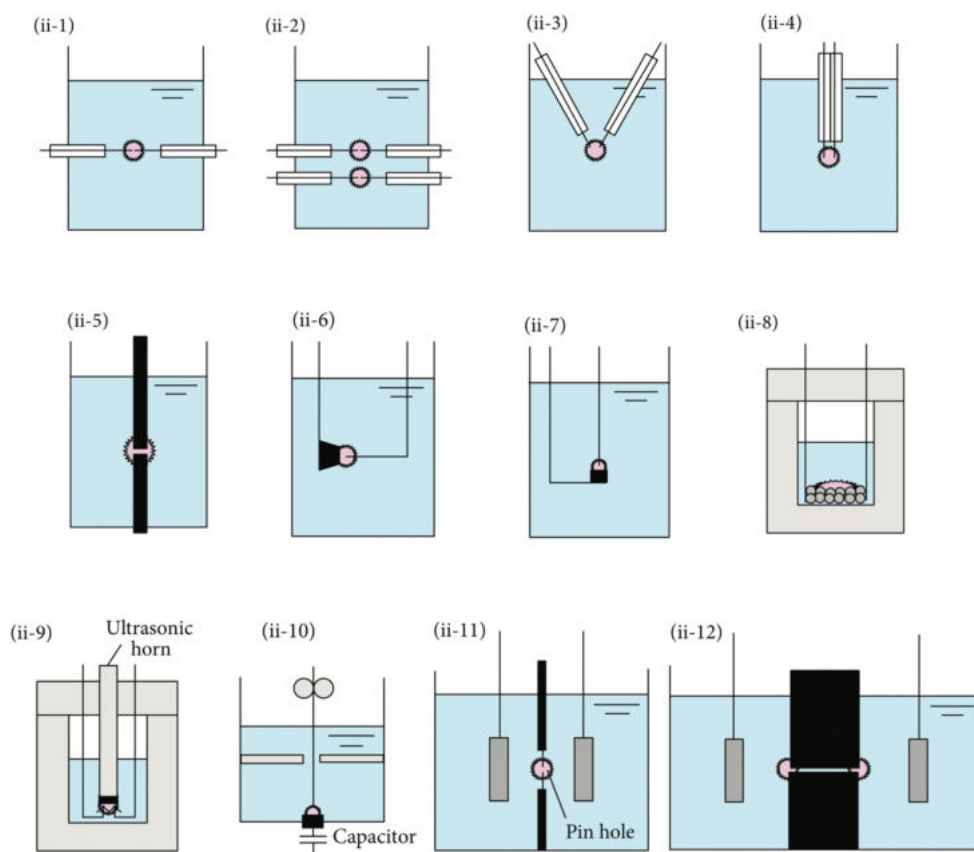 (ii-1)
(ii-2)
(ii-3)
(ii-4)
(ii-5)
(ii-6)
(ii-7)
(ii-8)
(ii-9)
Ultrasonic
horn
(ii-10)
Capacitor
(ii-11)
Pin hole
(ii-12)